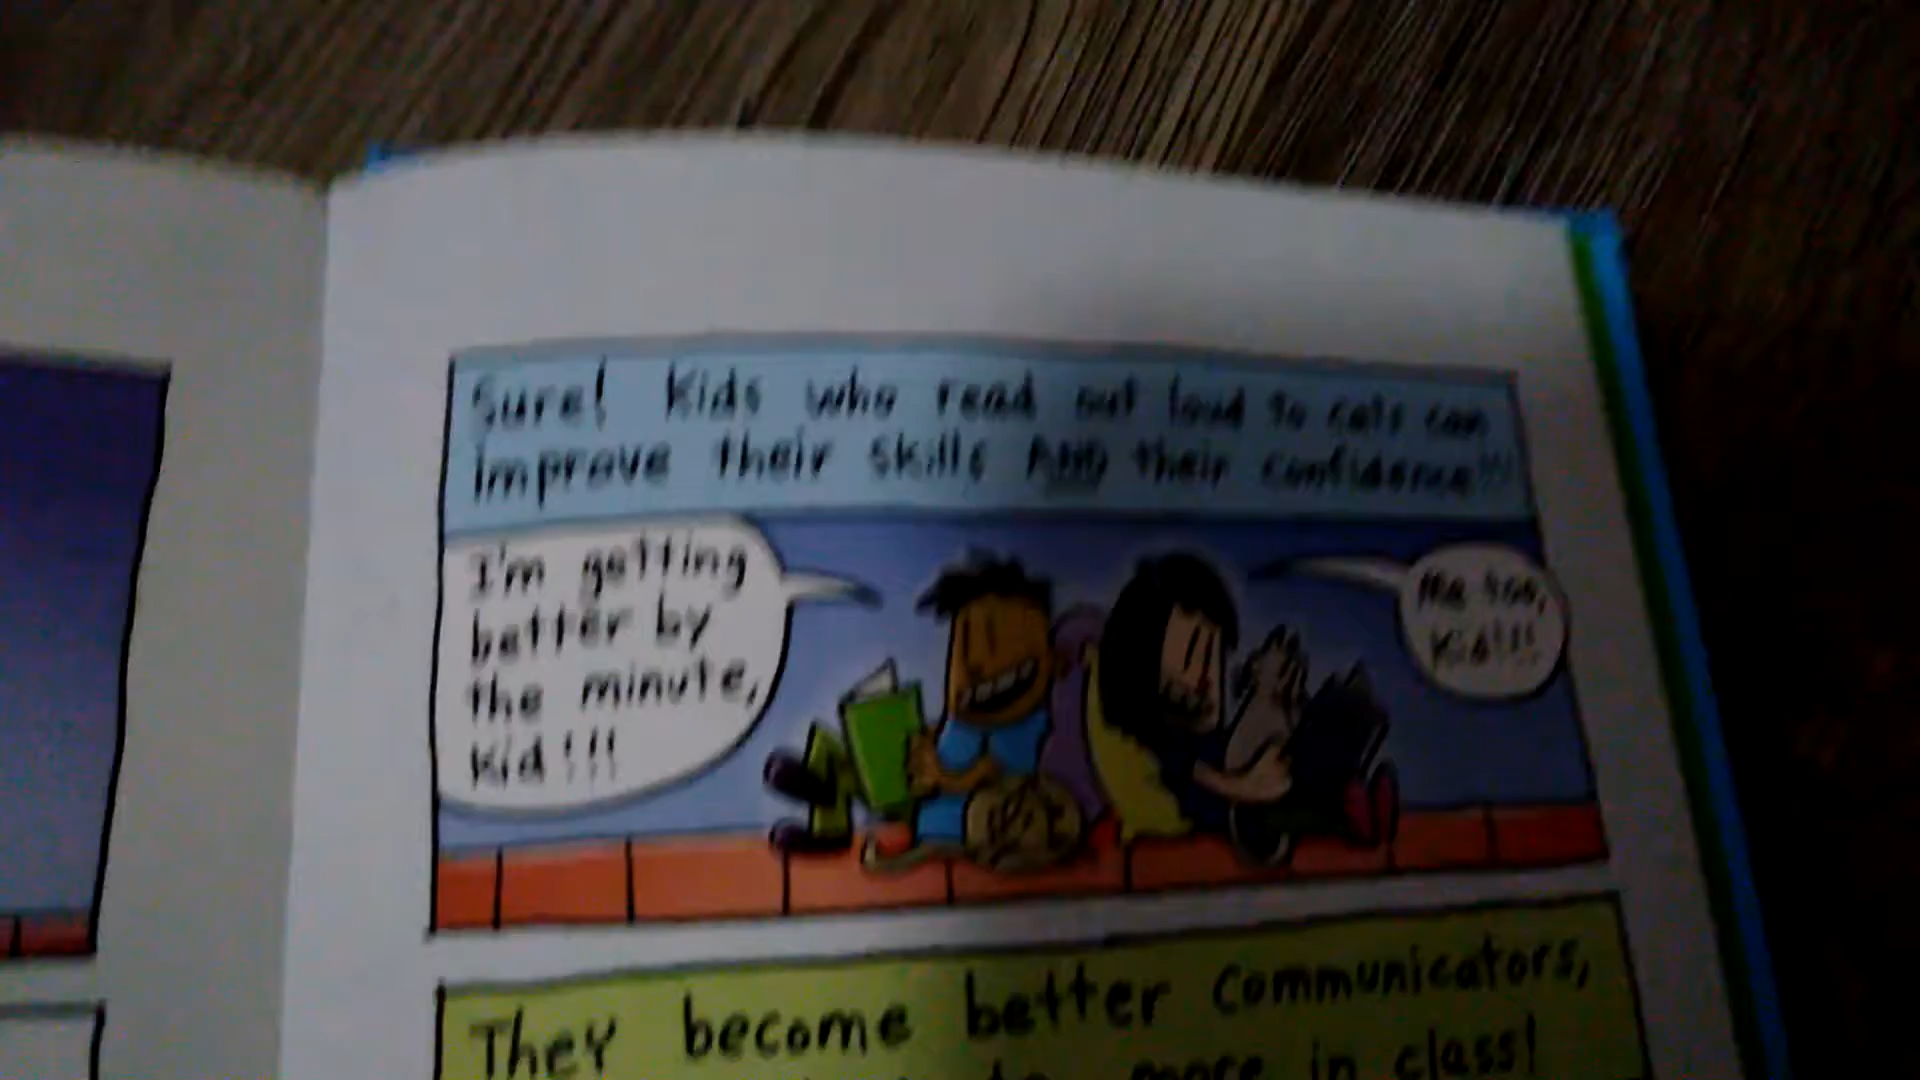 Sure! Kids who read out loud to cats can
improve their skills AND their confidence!!!
I'm getting
better by
the minute,
kid!!!
Me too,
kid!!!
They become better communicators,
more in class!